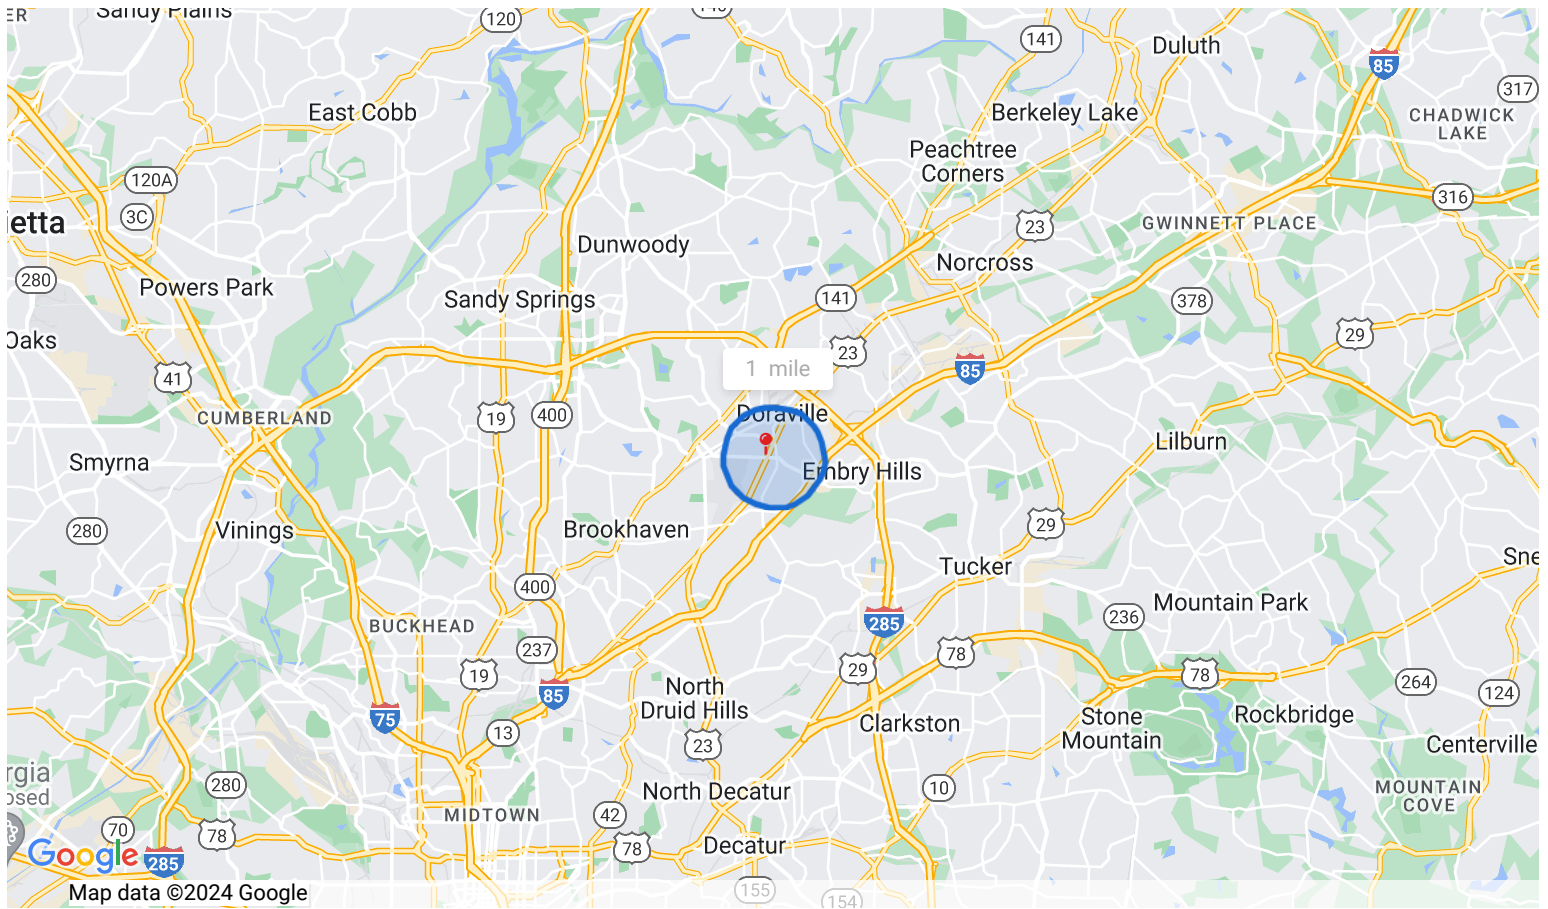 ER
Sandy Plains
120
140
141
Duluth
85
317
East Cobb
Berkeley Lake
CHADWICK
LAKE
Peachtree
Corners
120A
3C
316
ietta
23
GWINNETT PLACE
Dunwoody
Norcross
280
Powers Park
Sandy Springs
141
378
Oaks
29
23
1 mile
85
41
19
400
Doraville
CUMBERLAND
Lilburn
Smyrna
Embry Hills
280
Vinings
Brookhaven
29
Tucker
Sne
400
Mountain Park
236
BUCKHEAD
285
237
78
29
19
78
264
124
85
North
Druid Hills
75
Clarkston
Stone
Mountain
Rockbridge
13
23
Centerville
rgia
osed
280
North Decatur
10
MOUNTAIN
COVE
MIDTOWN
42
70
78
78
Decatur
Google
285
Map data ©2024 Google
155
154